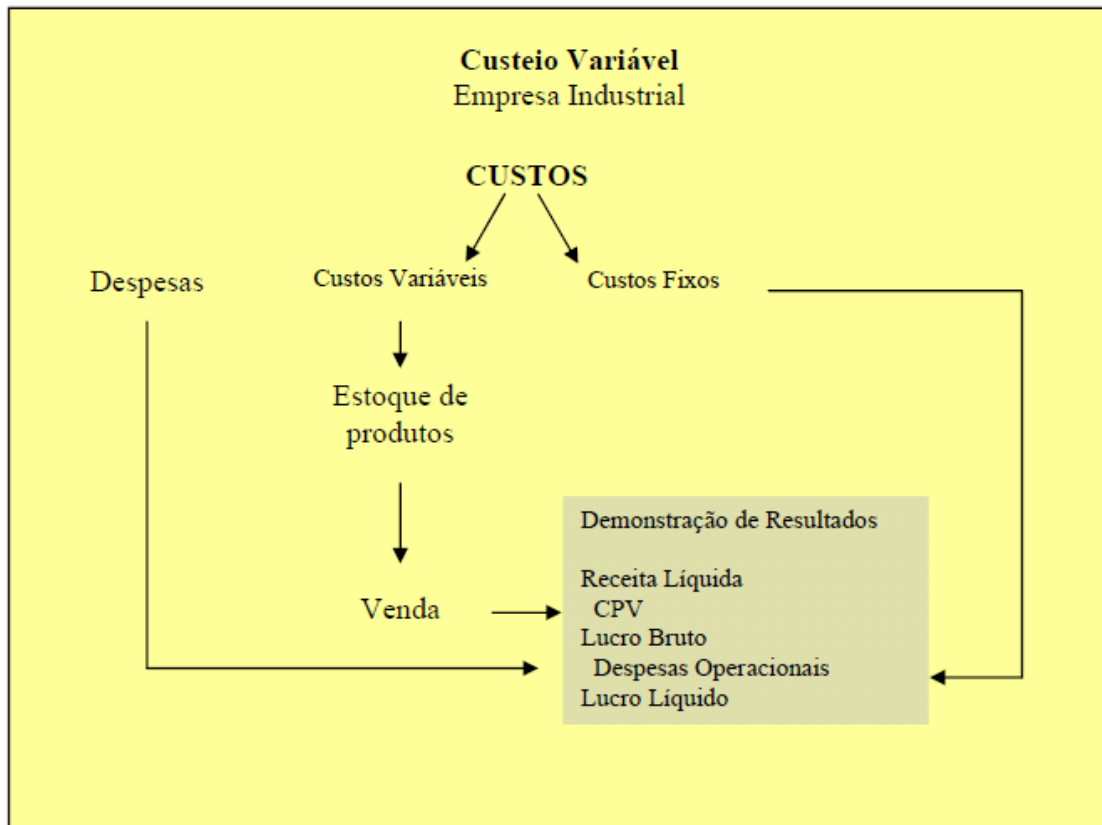 Custeio Variável
Empresa Industrial
CUSTOS
Despesas
Custos Variáveis
Custos Fixos
Estoque de
produtos
Venda
Demonstração de Resultados
Receita Líquida
CPV
Lucro Bruto
Despesas Operacionais
Lucro Líquido